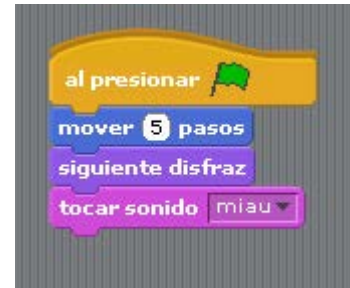 al presionar
mover 5 pasos
siguiente disfraz
tocar sonido miau